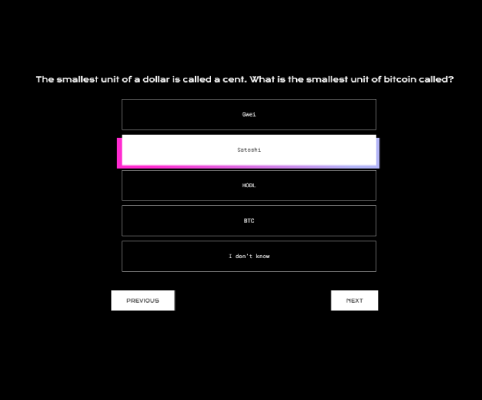 The smallest unit of a dollar is called a cent. What is the smallest unit of bitcoin called?
Gwei
Satoshi
HODL
BTC
I don't know
PREVIOUS
NEXT